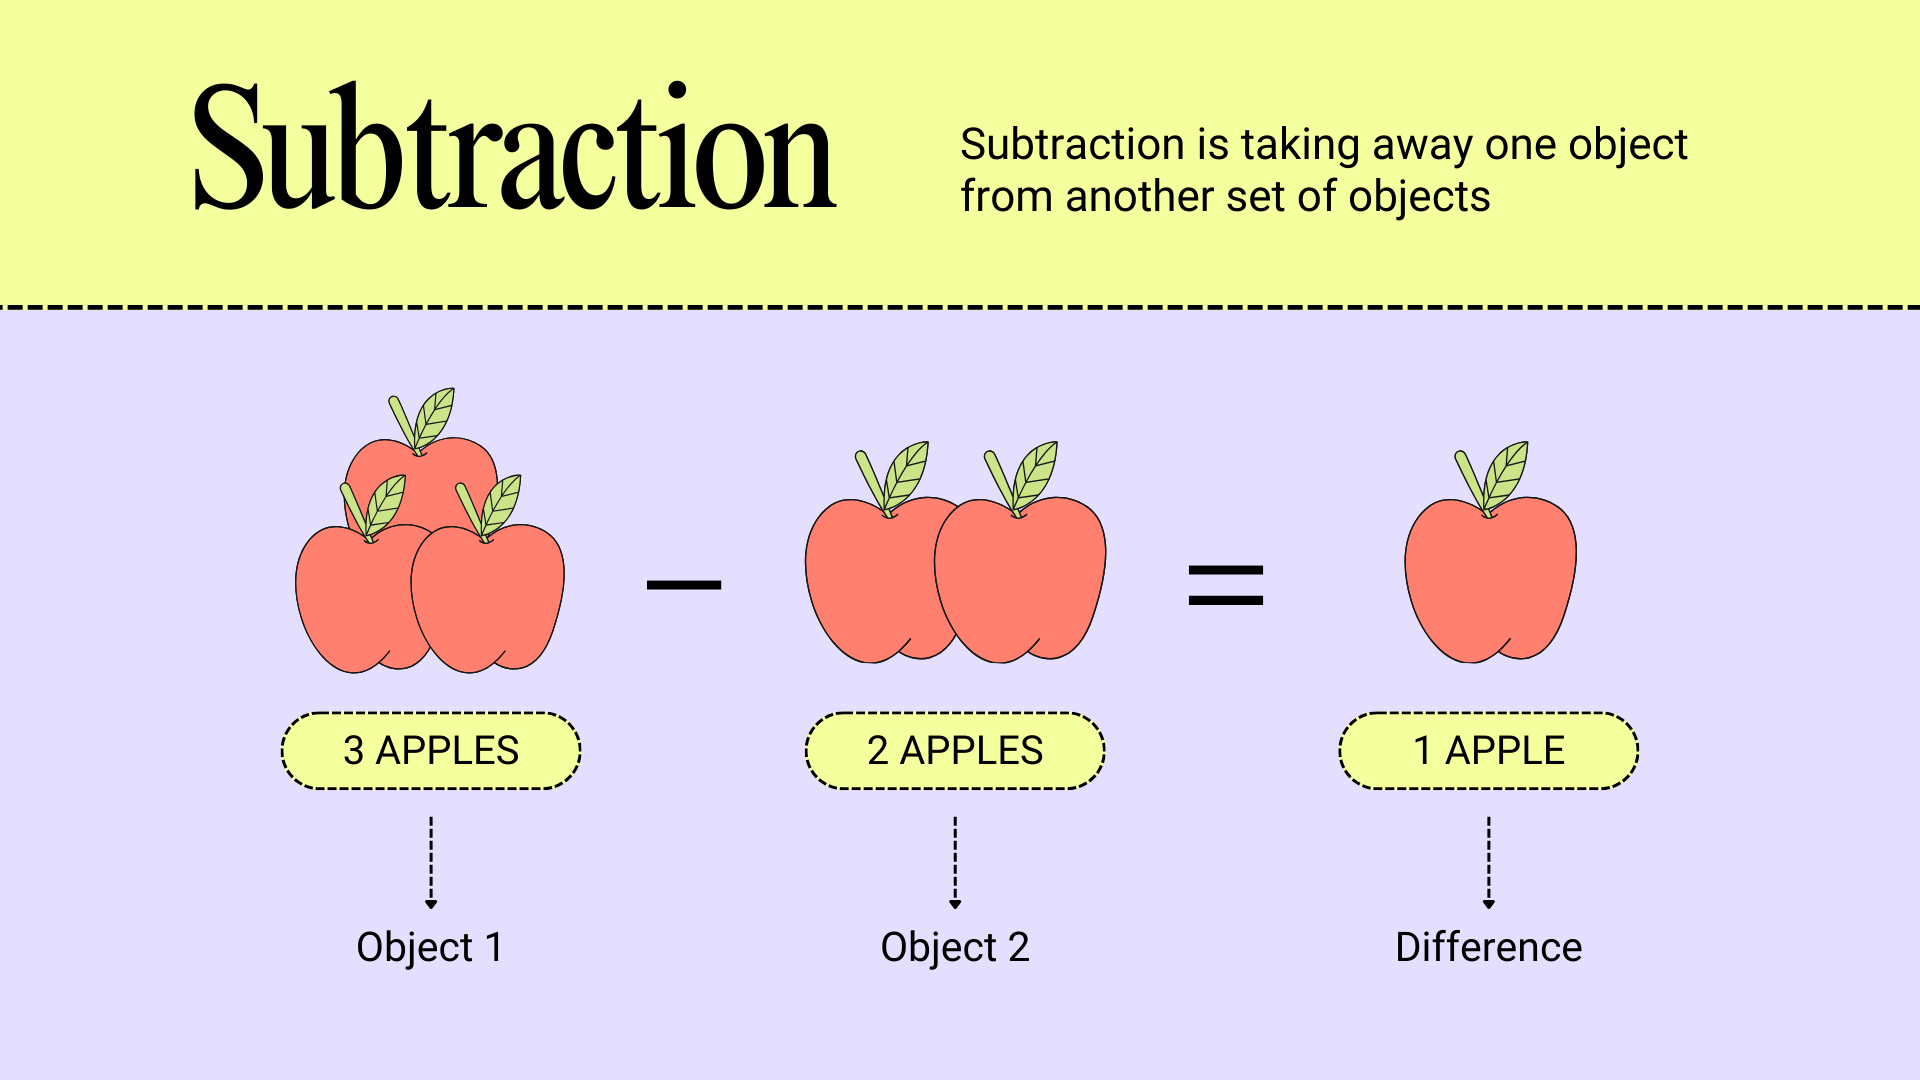 Subtraction
Subtraction is taking away one object
from another set of objects
3 APPLES
2 APPLES
1 APPLE
Object 1
Object 2
Difference